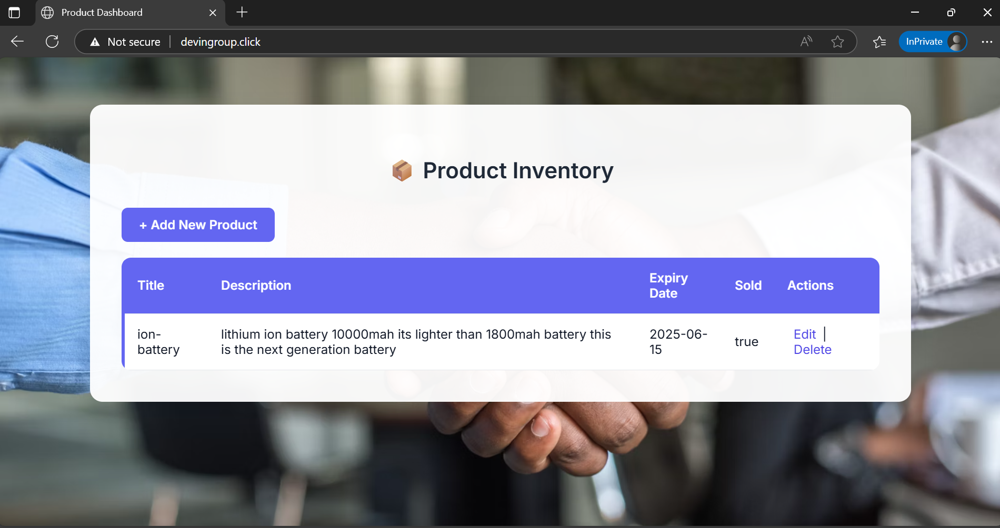 Product Dashboard
Not secure
devingroup.click
InPrivate
📦 Product Inventory
+ Add New Product
Title Description Expiry Date Sold Actions
ion-
battery
lithium ion battery 10000mah its lighter than 1800mah battery this
is the next generation battery
2025-06-
15
true
Edit |
Delete